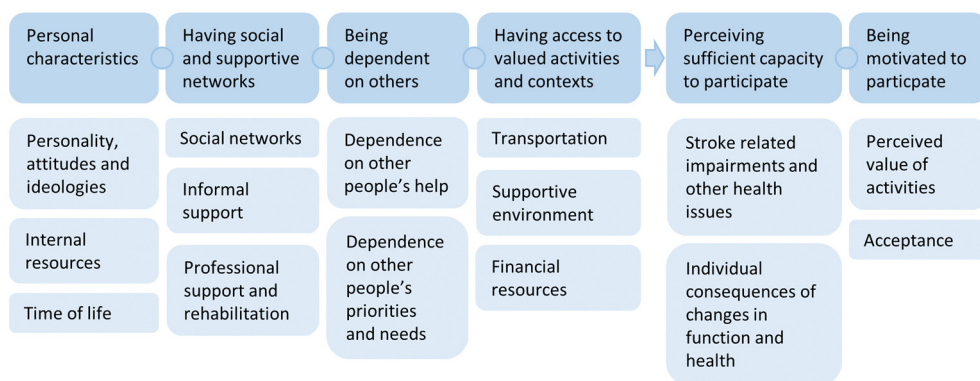 Personal
characteristics
Having social
and supportive
networks
Being
dependent
on others
Having access to
valued activities
and contexts
Perceiving
sufficient capacity
to participate
Being
motivated to
particpate
Personality,
attitudes and
ideologies
Internal
resources
Time of life
Social networks
Informal
support
Professional
support and
rehabilitation
Dependence
on other
people's help
Dependence
on other
people's
priorities
and needs
Transportation
Supportive
environment
Financial
resources
Stroke related
impairments and
other health
issues
Individual
consequences of
changes in
function and
health
Perceived
value of
activities
Acceptance